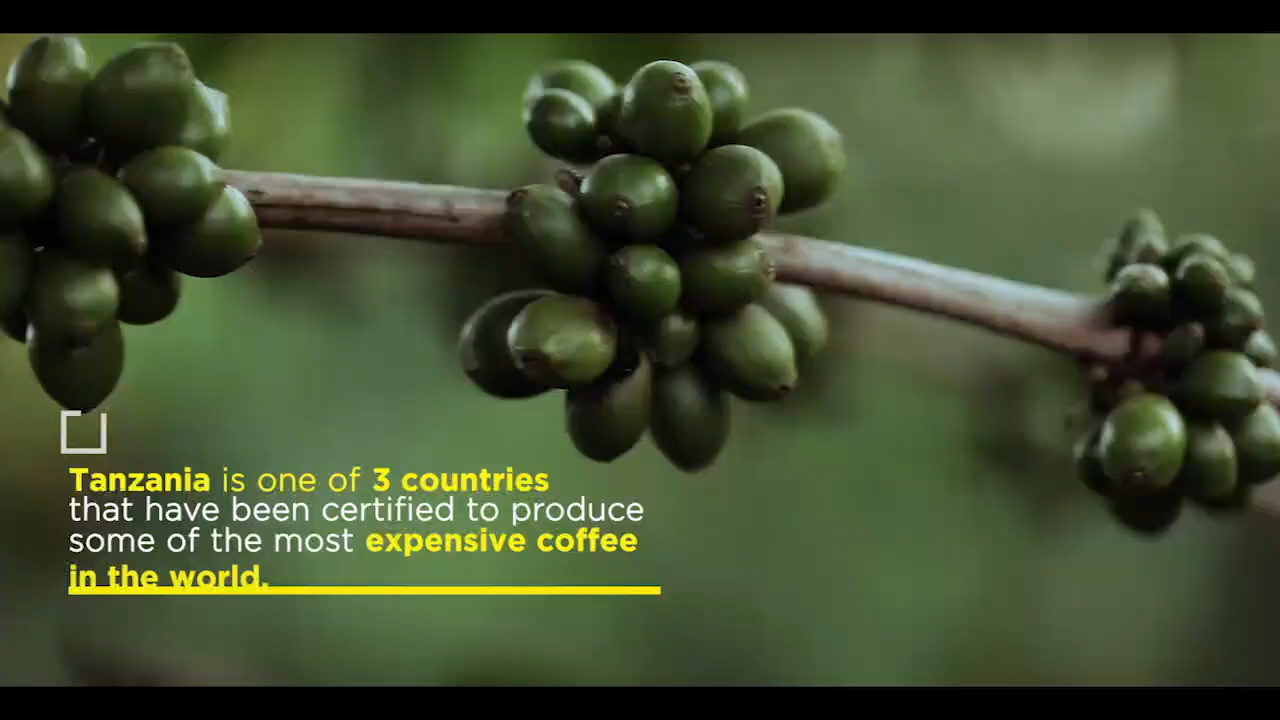 Tanzania is one of 3 countries
that have been certified to produce
some of the most expensive coffee
in the world.